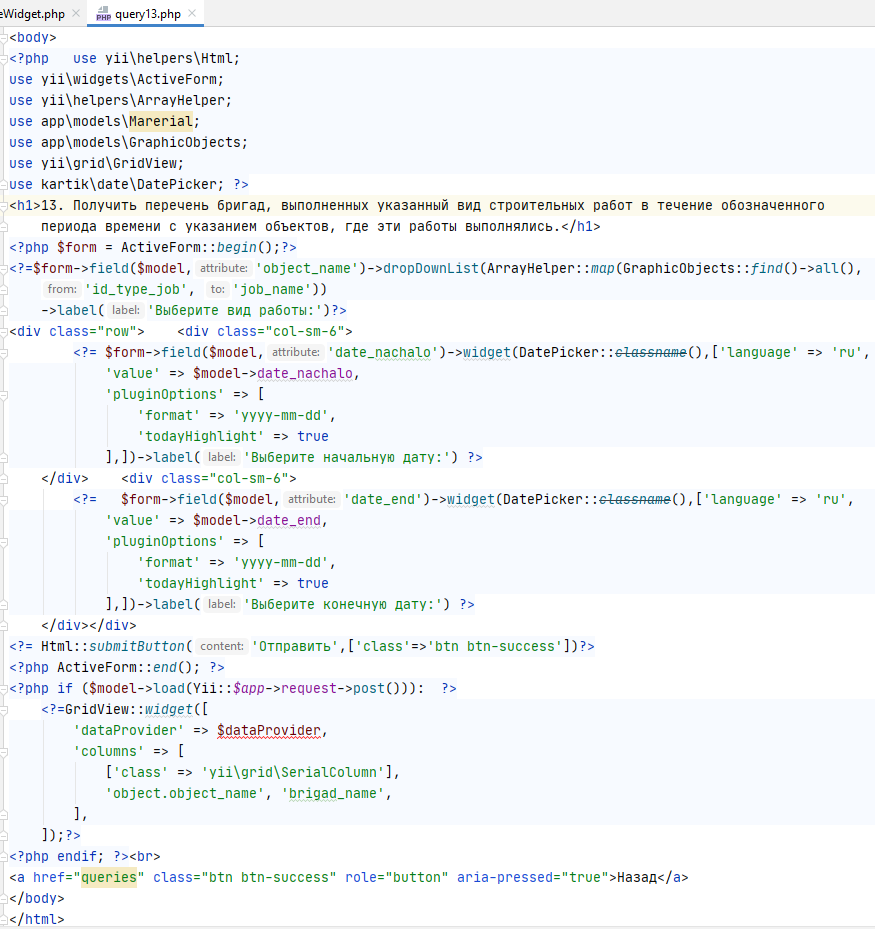 eWidget.php × PHP query13.php ×
<body>
<?php   use yii\helpers\Html;
use yii\widgets\ActiveForm;
use yii\helpers\ArrayHelper;
use app\models\Marerial;
use app\models\GraphicObjects;
use yii\grid\GridView;
use kartik\date\DatePicker; ?>
<h1>13. Получить перечень бригад, выполненных указанный вид строительных работ в течение обозначенного
    периода времени с указанием объектов, где эти работы выполнялись.</h1>
<?php $form = ActiveForm::begin();?>
<?=$form->field($model, attribute: 'object_name')->dropDownList(ArrayHelper::map(GraphicObjects::find()->all(),
    from: 'id_type_job', to: 'job_name'))
    ->label( label: 'Выберите вид работы:')?>
<div class="row">    <div class="col-sm-6">
        <?= $form->field($model, attribute: 'date_nachalo')->widget(DatePicker::classname(),['language' => 'ru',
            'value' => $model->date_nachalo,
            'pluginOptions' => [
                'format' => 'yyyy-mm-dd',
                'todayHighlight' => true
            ],])->label( label: 'Выберите начальную дату:') ?>
    </div>    <div class="col-sm-6">
        <?=   $form->field($model, attribute: 'date_end')->widget(DatePicker::classname(),['language' => 'ru',
            'value' => $model->date_end,
            'pluginOptions' => [
                'format' => 'yyyy-mm-dd',
                'todayHighlight' => true
            ],])->label( label: 'Выберите конечную дату:') ?>
    </div></div>
<?= Html::submitButton( content: 'Отправить',['class'=>'btn btn-success'])?>
<?php ActiveForm::end(); ?>
<?php if ($model->load(Yii::$app->request->post())):  ?>
    <?=GridView::widget([
        'dataProvider' => $dataProvider,
        'columns' => [
            ['class' => 'yii\grid\SerialColumn'],
            'object.object_name', 'brigad_name',
        ],
    ]);?>
<?php endif; ?><br>
<a href="queries" class="btn btn-success" role="button" aria-pressed="true">Назад</a>
</body>
</html>